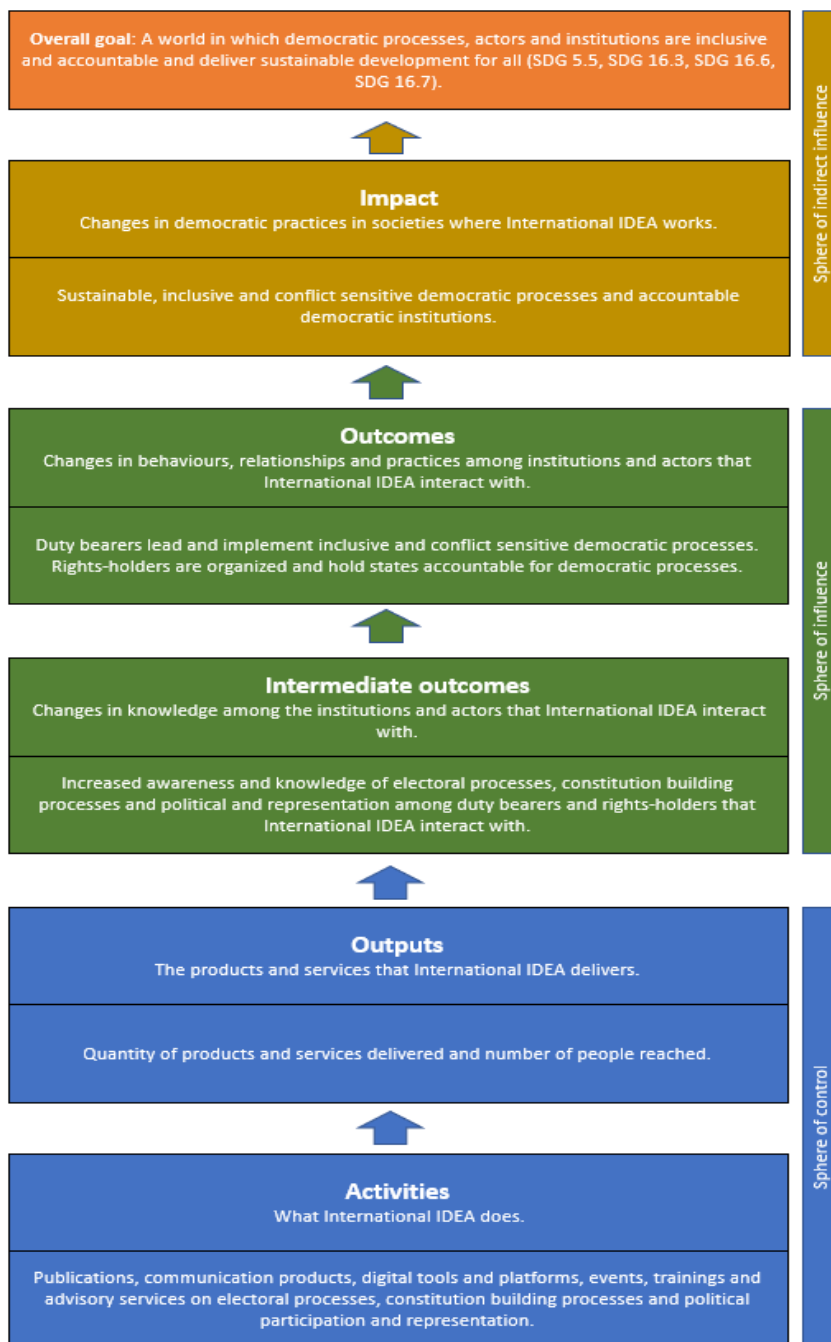 Overall goal: A world in which democratic processes, actors and institutions are inclusive
and accountable and deliver sustainable development for all (SDG 5.5, SDG 16.3, SDG 16.6,
SDG 16.7).
Sphere of indirect influence
Impact
Changes in democratic practices in societies where International IDEA works.
Sustainable, inclusive and conflict sensitive democratic processes and accountable
democratic institutions.
Outcomes
Changes in behaviours, relationships and practices among institutions and actors that
International IDEA interact with.
Duty bearers lead and implement inclusive and conflict sensitive democratic processes.
Rights-holders are organized and hold states accountable for democratic processes.
Sphere of influence
Intermediate outcomes
Changes in knowledge among the institutions and actors that International IDEA interact
with.
Increased awareness and knowledge of electoral processes, constitution building
processes and political and representation among duty bearers and rights-holders that
International IDEA interact with.
Outputs
The products and services that International IDEA delivers.
Quantity of products and services delivered and number of people reached.
Sphere of control
Activities
What International IDEA does.
Publications, communication products, digital tools and platforms, events, trainings and
advisory services on electoral processes, constitution building processes and political
participation and representation.